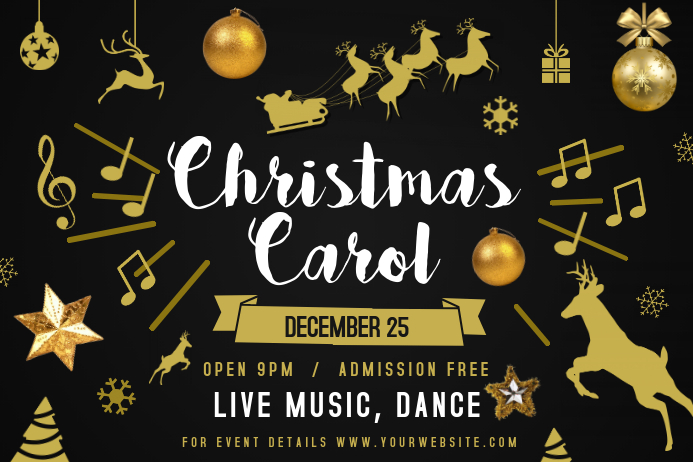 Christmas
Carol
DECEMBER 25
OPEN 9PM / ADMISSION FREE
LIVE MUSIC, DANCE
FOR EVENT DETAILS WWW.YOURWEBSITE.COM